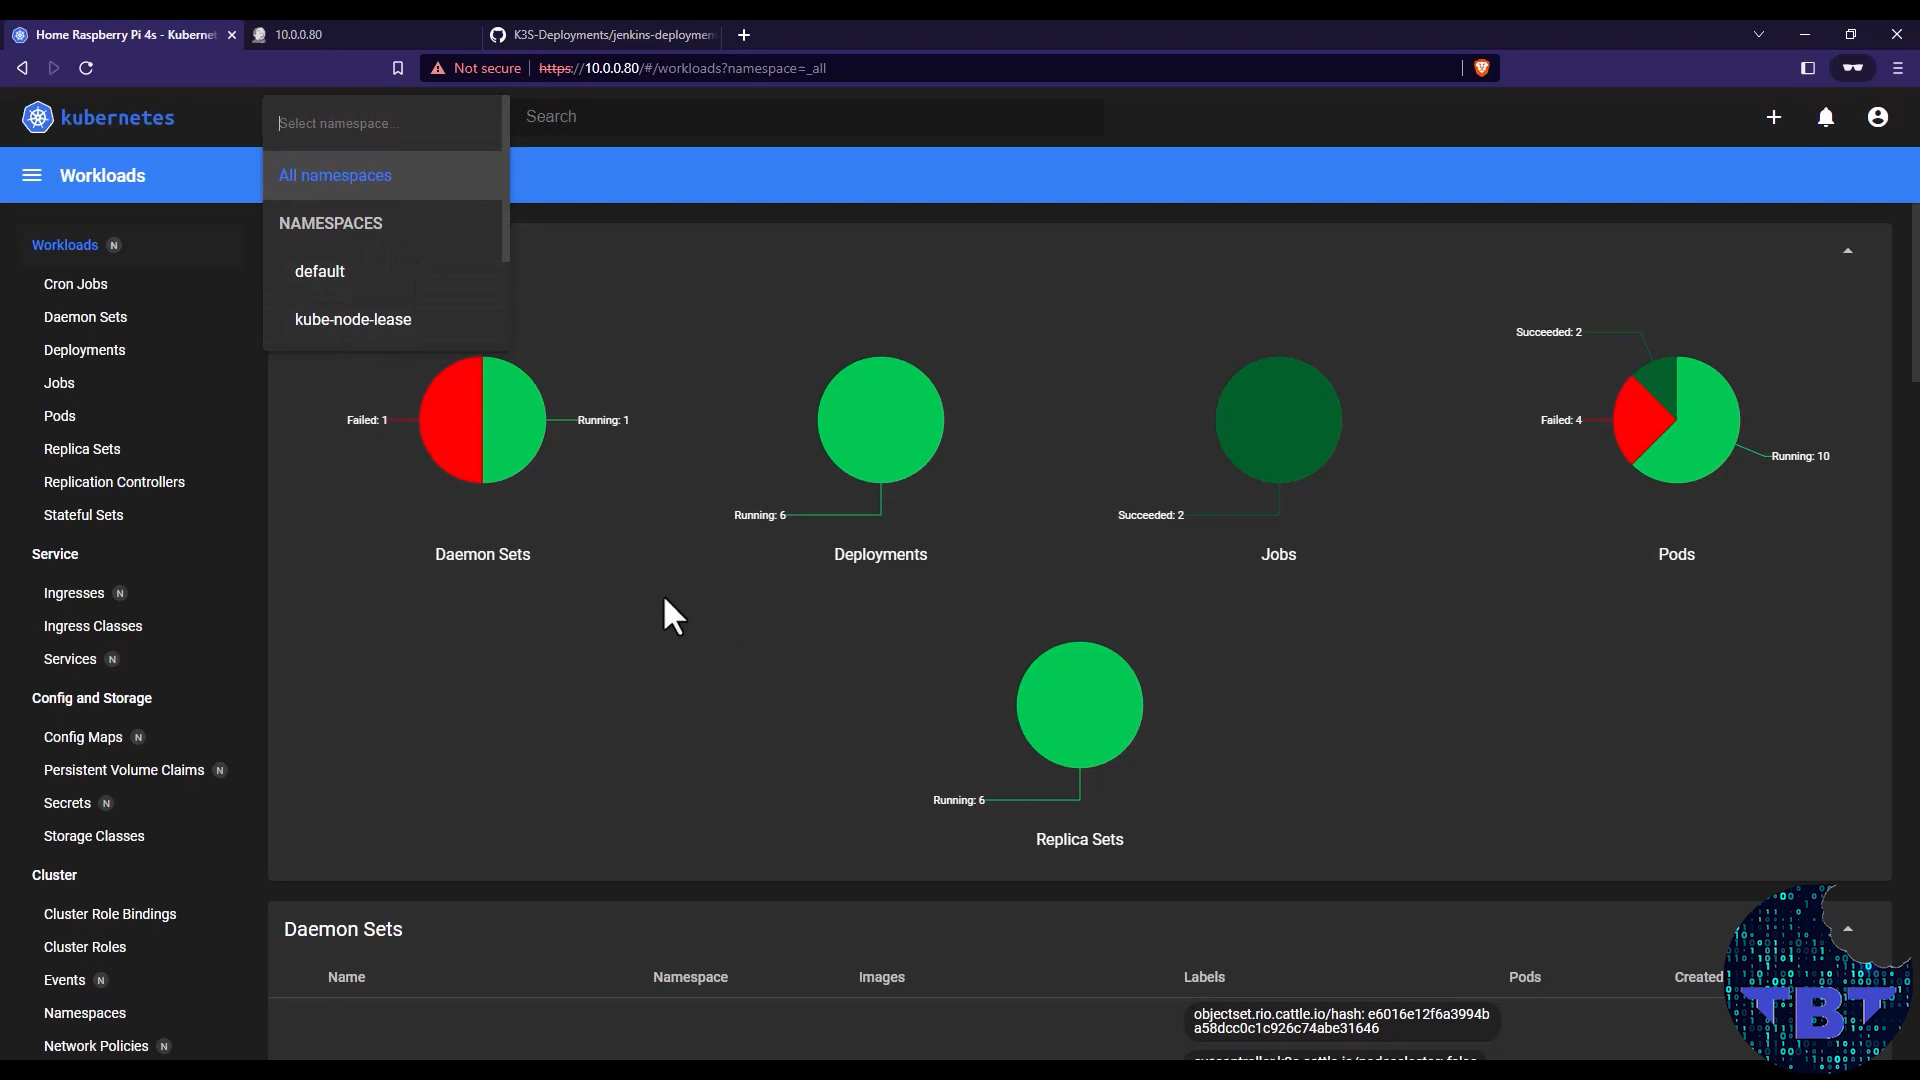 Home Raspberry Pi 4s - Kubernet
10.0.0.80
K3S-Deployments/jenkins-deploymen
Not secure
https://10.0.0.80/#/workloads?namespace=_all
kubernetes
Select namespace...
Search
Workloads
All namespaces
NAMESPACES
default
kube-node-lease
Workloads N
Cron Jobs
Daemon Sets
Deployments
Jobs
Pods
Replica Sets
Replication Controllers
Stateful Sets
Service
Ingresses N
Ingress Classes
Services N
Config and Storage
Config Maps N
Persistent Volume Claims N
Secrets N
Storage Classes
Cluster
Cluster Role Bindings
Cluster Roles
Events N
Namespaces
Network Policies N
Failed: 1
Running: 1
Daemon Sets
Running: 6
Deployments
Succeeded: 2
Jobs
Succeeded: 2
Failed: 4
Running: 10
Pods
Running: 6
Replica Sets
Daemon Sets
Name
Namespace
Images
Labels
Pods
Created
objectset.rio.cattle.io/hash: e6016e12f6a3994b
a58dcc0c1c926c74abe31646
TBT